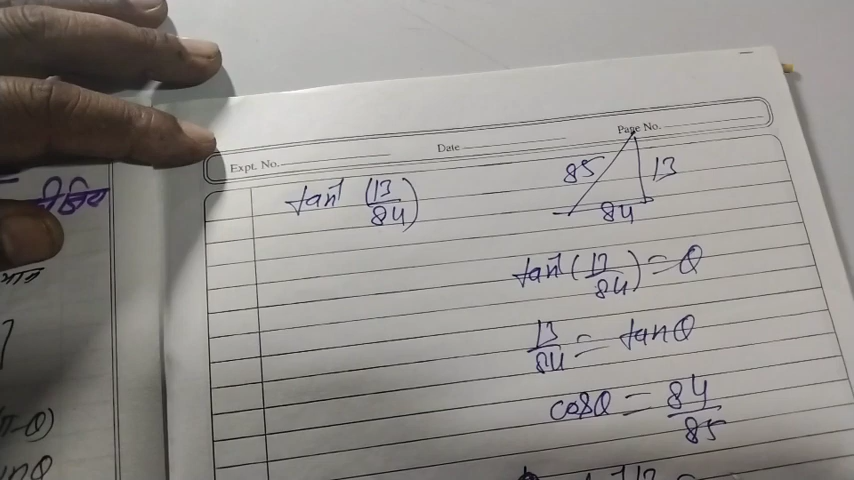 Expt. No.
Date
Page No.
tan⁻¹ (13/84)
85
13
84
tan⁻¹ (13/84) = θ
13/84 = tanθ
cosθ = 84/85